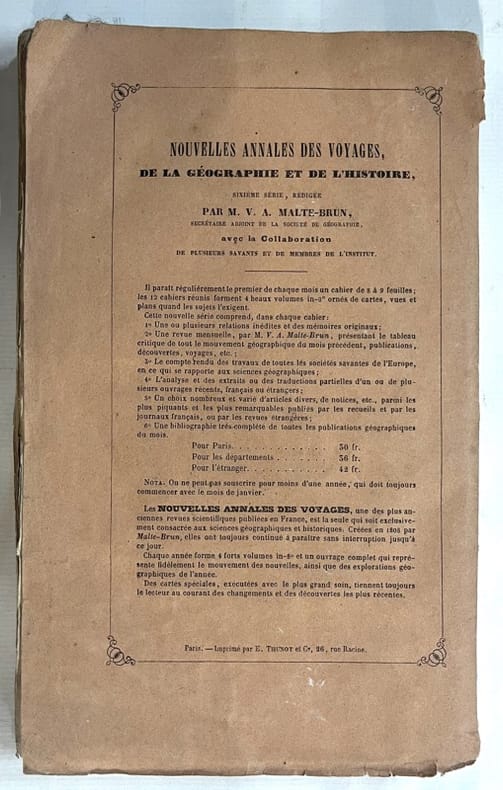 NOUVELLES ANNALES DES VOYAGES,
DE LA GÉOGRAPHIE ET DE L'HISTOIRE,
SIXIÈME SÉRIE, RÉDIGÉE
PAR M. V. A. MALTE-BRUN,
SECRÉTAIRE ADJOINT DE LA SOCIÉTÉ DE GÉOGRAPHIE,
avec la Collaboration
DE PLUSIEURS SAVANTS ET DE MEMBRES DE L'INSTITUT.
Il paraît régulièrement le premier de chaque mois un cahier de 8 à 9 feuilles;
les 12 cahiers réunis forment 4 beaux volumes in-8° ornés de cartes, vues et
plans quand les sujets l'exigent.
Cette nouvelle série comprend, dans chaque cahier:
1° Une ou plusieurs relations inédites et des mémoires originaux;
2° Une revue mensuelle, par M. V. A. Malte-Brun, présentant le tableau
critique de tout le mouvement géographique du mois précédent, publications,
découvertes, voyages, etc.;
3° Le compte rendu des travaux de toutes les sociétés savantes de l'Europe,
en ce qui se rapporte aux sciences géographiques;
4° L'analyse et des extraits ou des traductions partielles d'un ou de plu-
sieurs ouvrages récents, français ou étrangers;
5° Un choix nombreux et varié d'articles divers, de notices, etc., parmi les
plus piquants et les plus remarquables publiés par les recueils et par les
journaux français, ou par les revues étrangères;
6° Une bibliographie très-complète de toutes les publications géographiques
du mois.
Pour Paris. . . . . . . . . . . . 30 fr.
Pour les départements . . . . . . . 36 fr.
Pour l'étranger. . . . . . . . . . 42 fr.
NOTA. On ne peut pas souscrire pour moins d'une année, qui doit toujours
commencer avec le mois de janvier.
Les NOUVELLES ANNALES DES VOYAGES, une des plus an-
ciennes revues scientifiques publiées en France, est la seule qui soit exclusive-
ment consacrée aux sciences géographiques et historiques. Créées en 1808 par
Malte-Brun, elles ont toujours continué à paraître sans interruption jusqu'à
ce jour.
Chaque année forme 4 forts volumes in-8° et un ouvrage complet qui repré-
sente fidèlement le mouvement des nouvelles, ainsi que des explorations géo-
graphiques de l'année.
Des cartes spéciales, exécutées avec le plus grand soin, tiennent toujours
le lecteur au courant des changements et des découvertes les plus récentes.
Paris. — Imprimé par E. THUNOT et Cᵉ, 26, rue Racine.